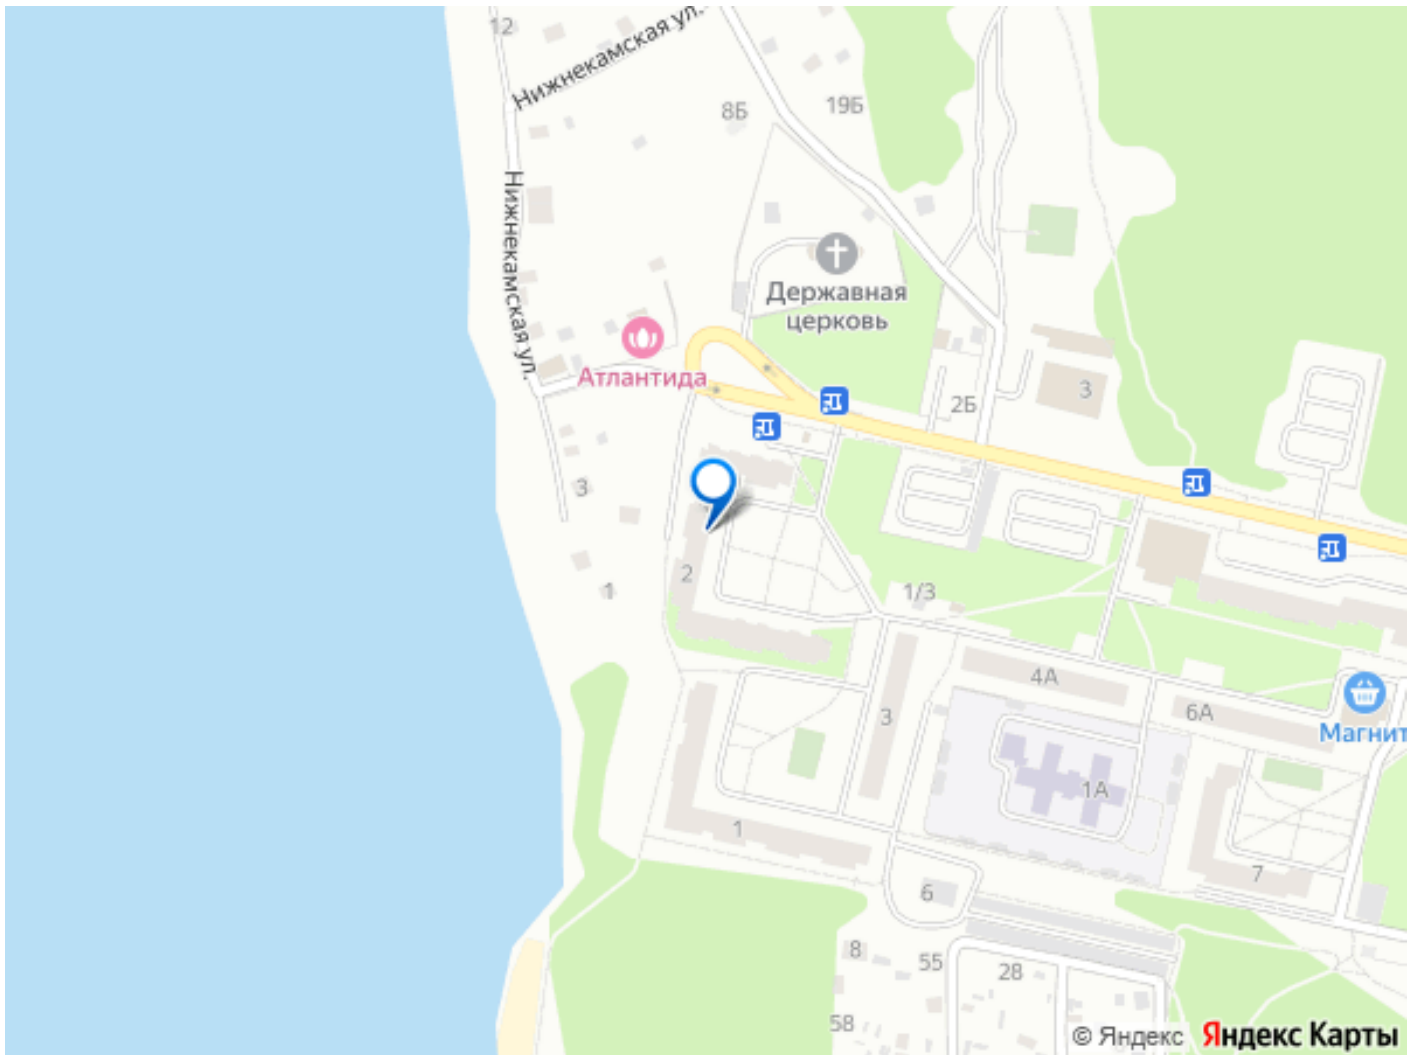 12
Нижнекамская ул.
8Б
19Б
Нижнекамская ул.
Державная
церковь
Атлантида
3
2Б
3
2
1
1/3
4А
6А
3
Магнит
1А
1
7
6
8
55
28
58
© Яндекс Яндекс Карты